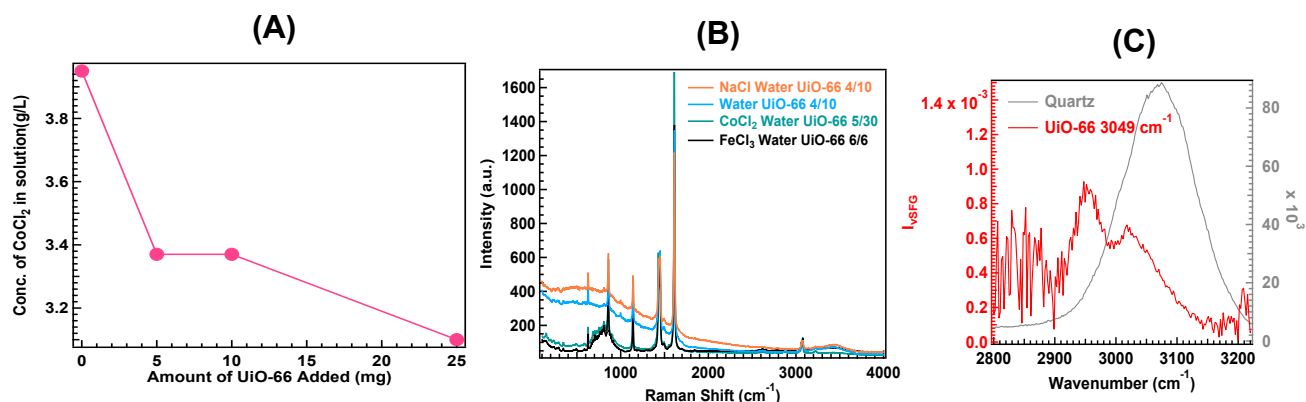 (A)
(B)
(C)
Conc. of CoCl2 in solution(g/L)
3.8
3.6
3.4
3.2
0
5
10
15
20
25
Amount of UiO-66 Added (mg)
Intensity (a.u.)
1600
1400
1200
1000
800
600
400
200
NaCl Water UiO-66 4/10
Water UiO-66 4/10
CoCl2 Water UiO-66 5/30
FeCl3 Water UiO-66 6/6
1000
2000
3000
4000
Raman Shift (cm-1)
IvSFG
1.4 x 10-3
1.2
1.0
0.8
0.6
0.4
0.2
0.0
Quartz
UiO-66 3049 cm-1
80
60
40
20
0
x 103
2800
2900
3000
3100
3200
Wavenumber (cm-1)